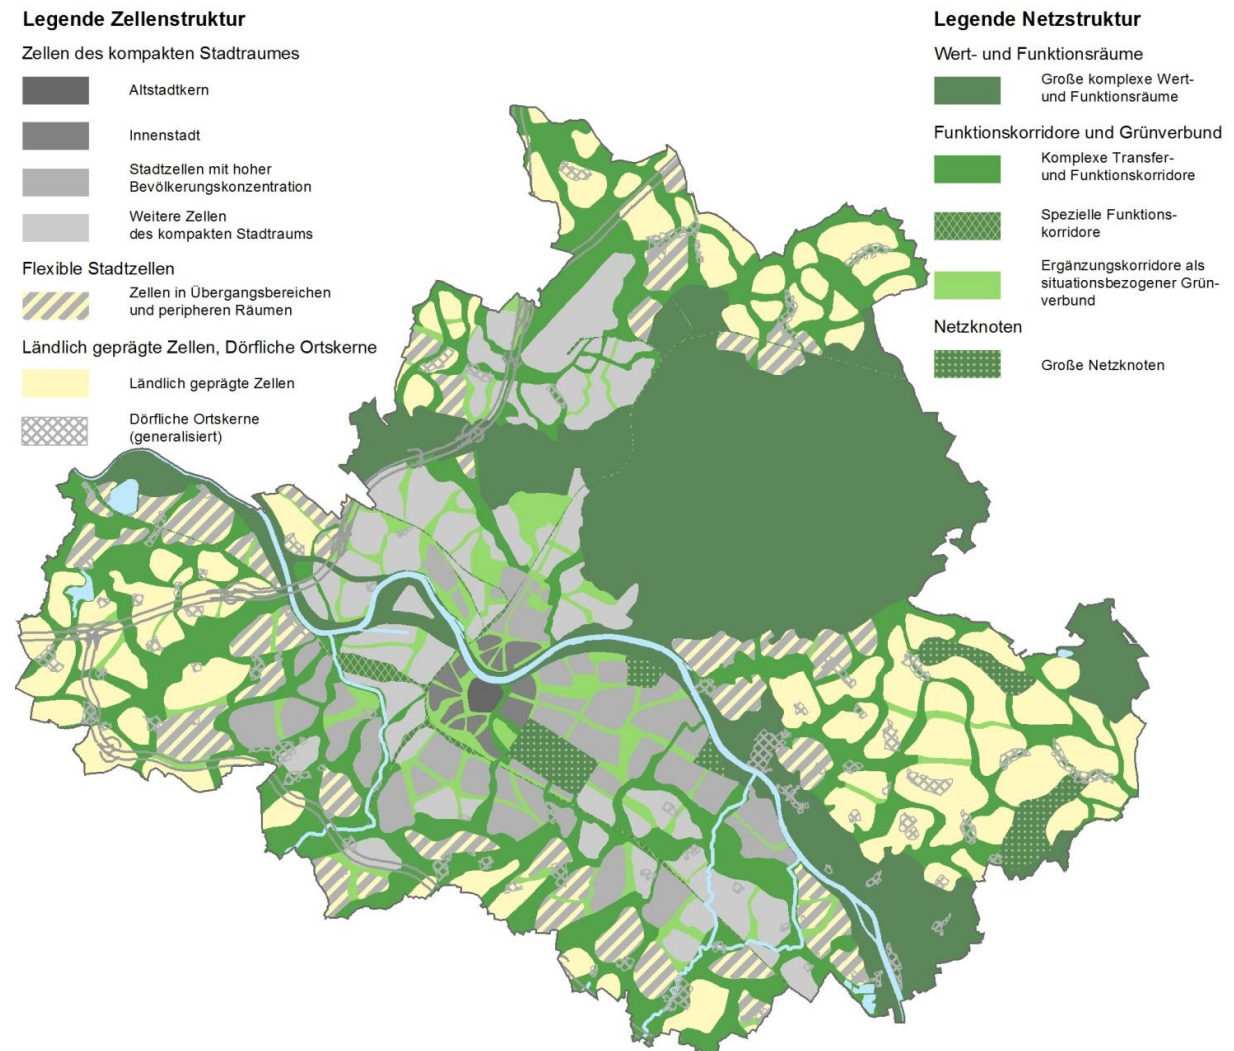 Legende Zellenstruktur
Zellen des kompakten Stadtraumes
Altstadtkern
Innenstadt
Stadtzellen mit hoher
Bevölkerungskonzentration
Weitere Zellen
des kompakten Stadtraums
Flexible Stadtzellen
Zellen in Übergangsbereichen
und peripheren Räumen
Ländlich geprägte Zellen, Dörfliche Ortskerne
Ländlich geprägte Zellen
Dörfliche Ortskerne
(generalisiert)
Legende Netzstruktur
Wert- und Funktionsräume
Große komplexe Wert-
und Funktionsräume
Funktionskorridore und Grünverbund
Komplexe Transfer-
und Funktionskorridore
Spezielle Funktions-
korridore
Ergänzungskorridore als
situationsbezogener Grün-
verbund
Netzknoten
Große Netzknoten